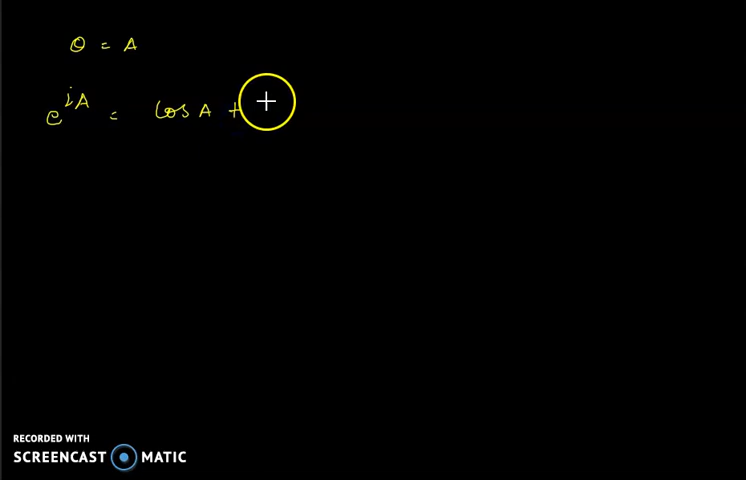 θ = A
e^{iA} = cos A +
RECORDED WITH
SCREENCAST MATIC